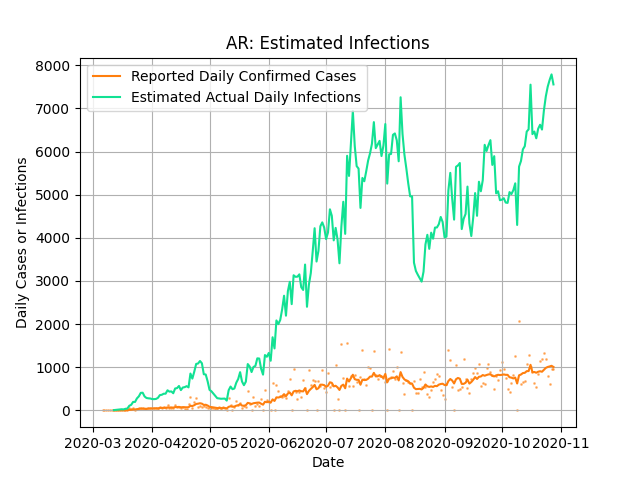 AR: Estimated Infections
Reported Daily Confirmed Cases
Estimated Actual Daily Infections
Daily Cases or Infections
8000
7000
6000
5000
4000
3000
2000
1000
0
2020-03 2020-04 2020-05 2020-06 2020-07 2020-08 2020-09 2020-10 2020-11
Date